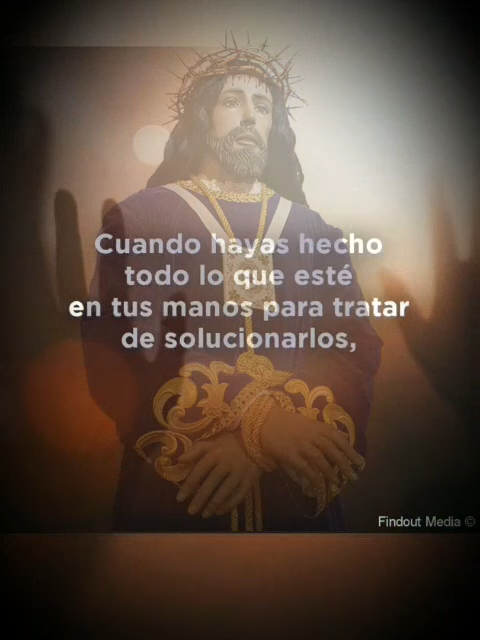 Cuando hayas hecho
todo lo que esté
en tus manos para tratar
de solucionarlos,
Findout Media ©